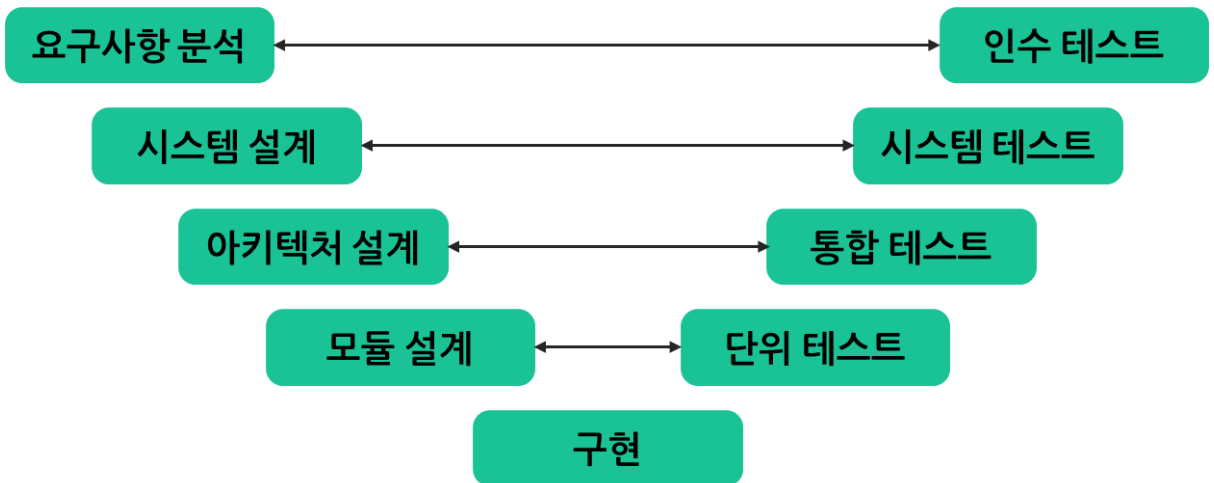 요구사항 분석
인수 테스트
시스템 설계
시스템 테스트
아키텍처 설계
통합 테스트
모듈 설계
단위 테스트
구현